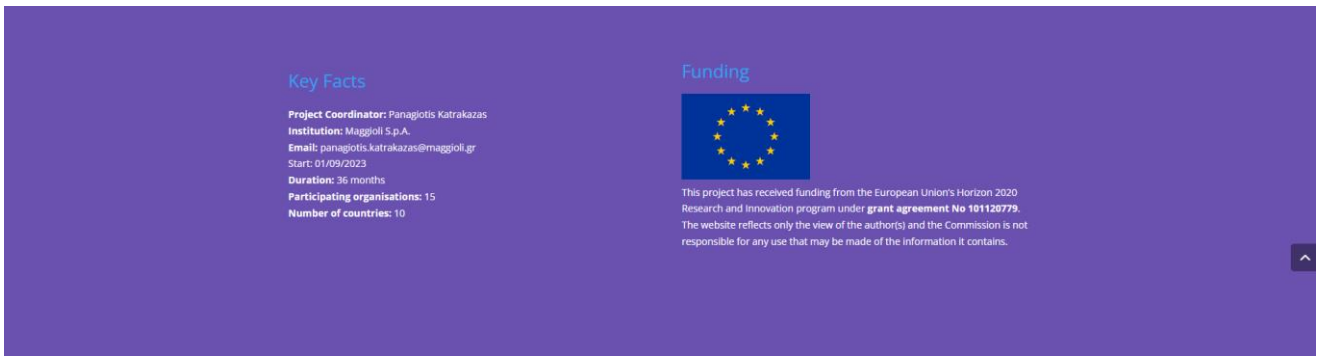 Key Facts
Project Coordinator: Panagiotis Katrakazas
Institution: Maggioli S.p.A.
Email: panagiotis.katrakazas@maggioli.gr
Start: 01/09/2023
Duration: 36 months
Participating organisations: 15
Number of countries: 10
Funding
This project has received funding from the European Union's Horizon 2020
Research and Innovation program under grant agreement No 101120779.
The website reflects only the view of the author(s) and the Commission is not
responsible for any use that may be made of the information it contains.